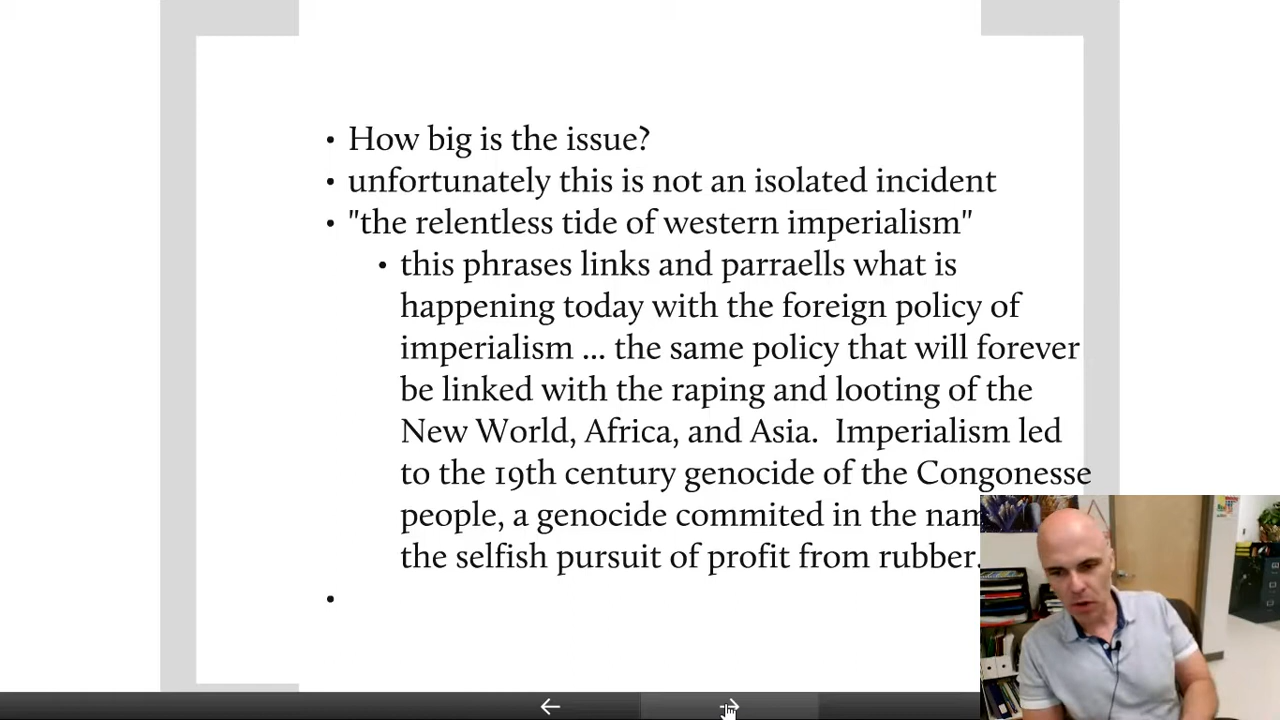 • How big is the issue?
• unfortunately this is not an isolated incident
• "the relentless tide of western imperialism"
• this phrases links and parraells what is
happening today with the foreign policy of
imperialism ... the same policy that will forever
be linked with the raping and looting of the
New World, Africa, and Asia.  Imperialism led
to the 19th century genocide of the Congonesse
people, a genocide commited in the
the selfish pursuit of profit from rubber.
•